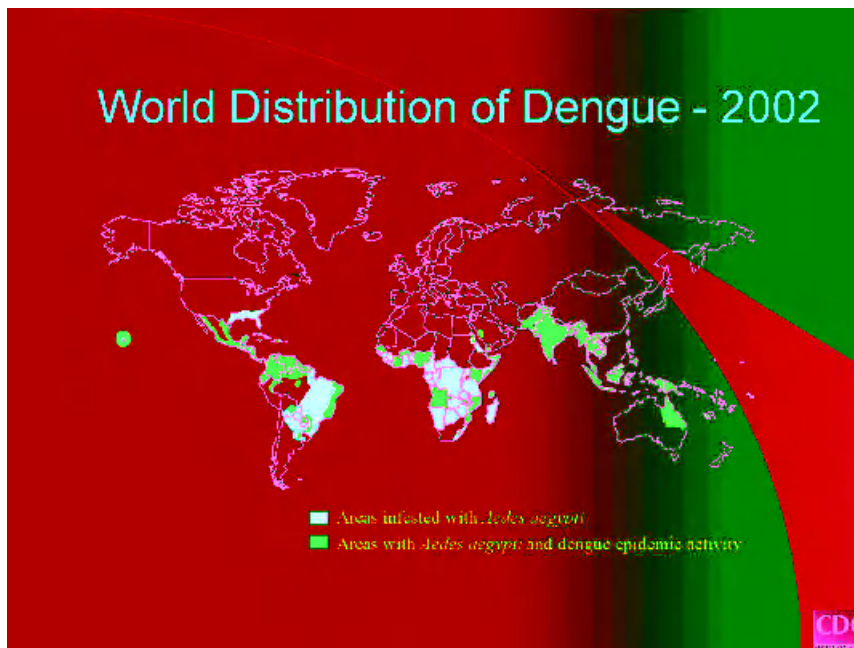 World Distribution of Dengue - 2002
Areas infested with Aedes aegypti
Areas with Aedes aegypti and dengue epidemic activity
CDC